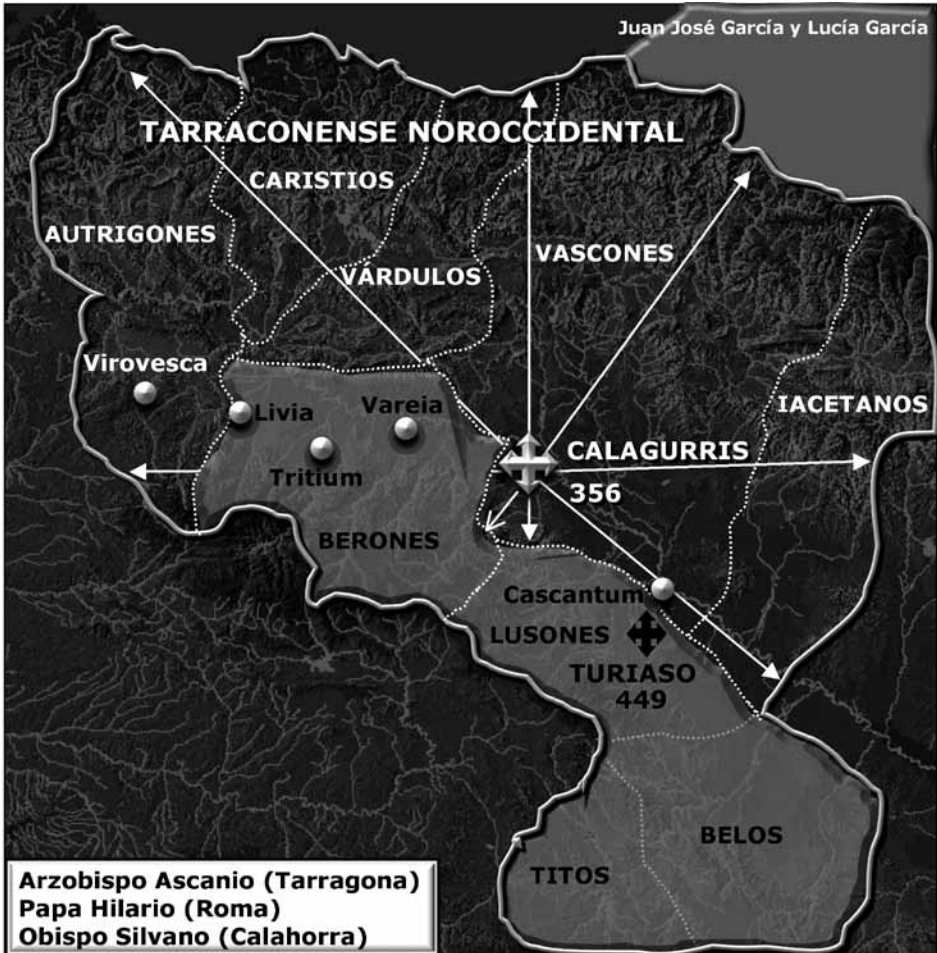 Juan José García y Lucía García
TARRACONENSE NOROCCIDENTAL
CARISTIOS
AUTRIGONES
VASCONES
VÁRDULOS
Virovesca
IACETANOS
Livia
Vareia
CALAGURRIS
Tritium
356
BERONES
Cascantum
LUSONES
TURIASO
449
BELOS
TITOS
Arzobispo Ascanio (Tarragona)
Papa Hilario (Roma)
Obispo Silvano (Calahorra)